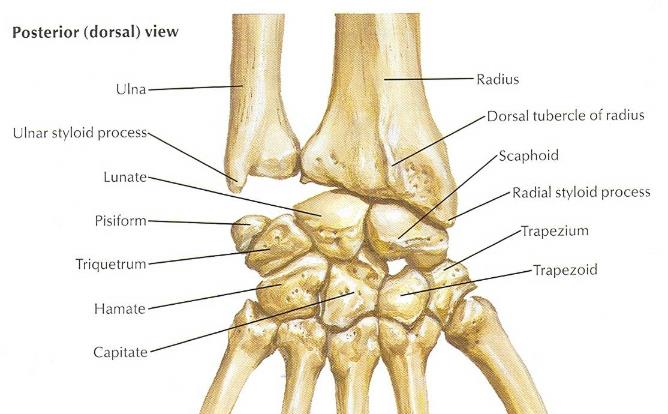 Posterior (dorsal) view
Ulna
Ulnar styloid process
Lunate
Pisiform
Triquetrum
Hamate
Capitate
Radius
Dorsal tubercle of radius
Scaphoid
Radial styloid process
Trapezium
Trapezoid